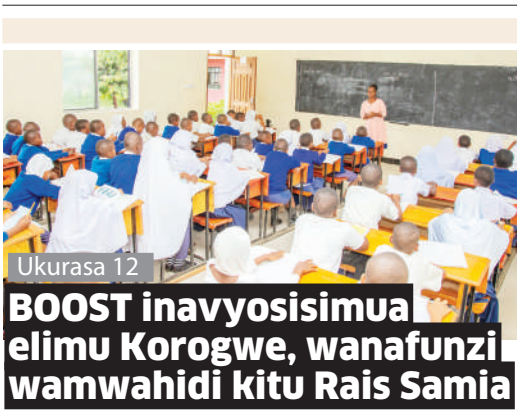 Ukurasa 12
BOOST inavyosisimua
elimu Korogwe, wanafunzi
wamwahidi kitu Rais Samia